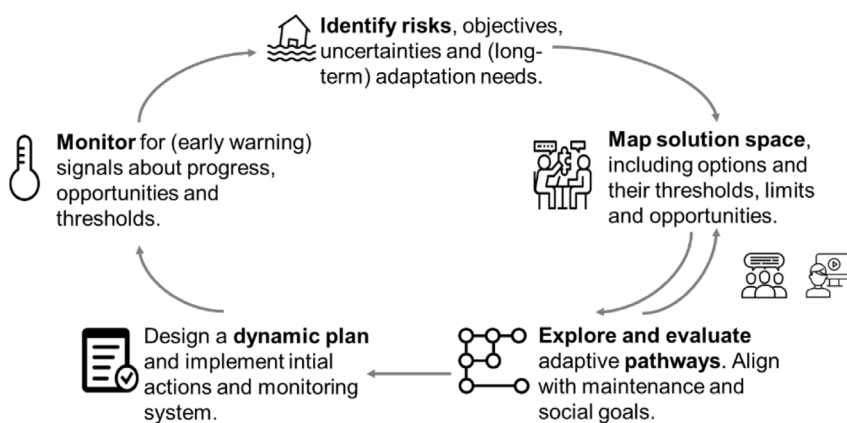 Identify risks, objectives,
uncertainties and (long-
term) adaptation needs.
Map solution space,
including options and
their thresholds, limits
and opportunities.
Explore and evaluate
adaptive pathways. Align
with maintenance and
social goals.
Design a dynamic plan
and implement intial
actions and monitoring
system.
Monitor for (early warning)
signals about progress,
opportunities and
thresholds.